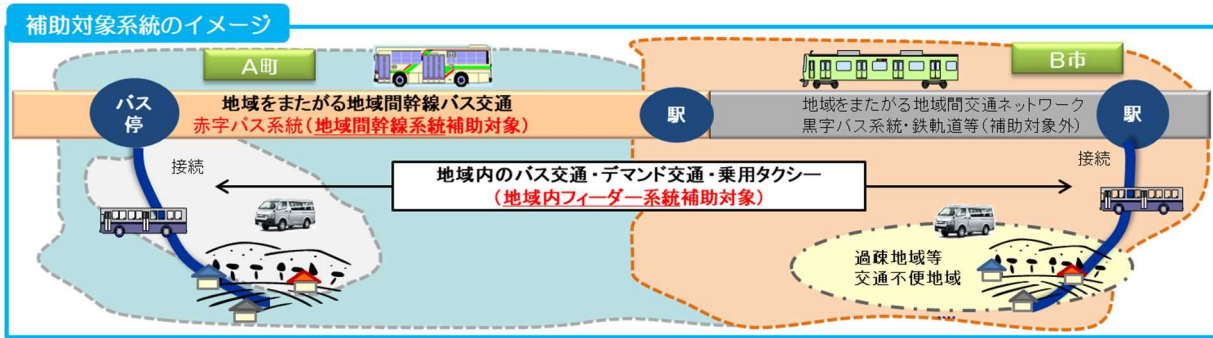 補助対象系統のイメージ
A町
B市
バス
停
地域をまたがる地域間幹線バス交通
赤字バス系統(地域間幹線系統補助対象)
駅
地域をまたがる地域間交通ネットワーク
黒字バス系統・鉄軌道等(補助対象外)
駅
接続
接続
地域内のバス交通・デマンド交通・乗用タクシー
(地域内フィーダー系統補助対象)
過疎地域等
交通不便地域